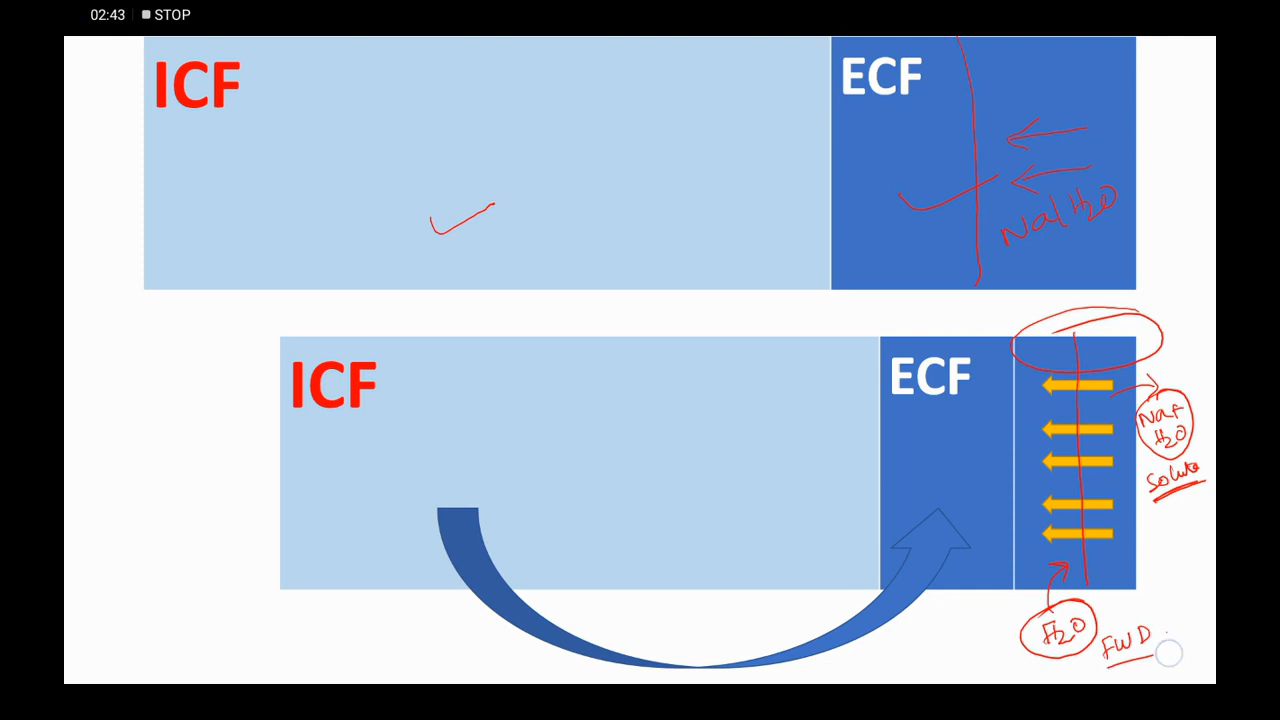 02:43 STOP
ICF
ECF
Na+ H2O
ICF
ECF
Na+
H2O
Solute
H2O
FWD